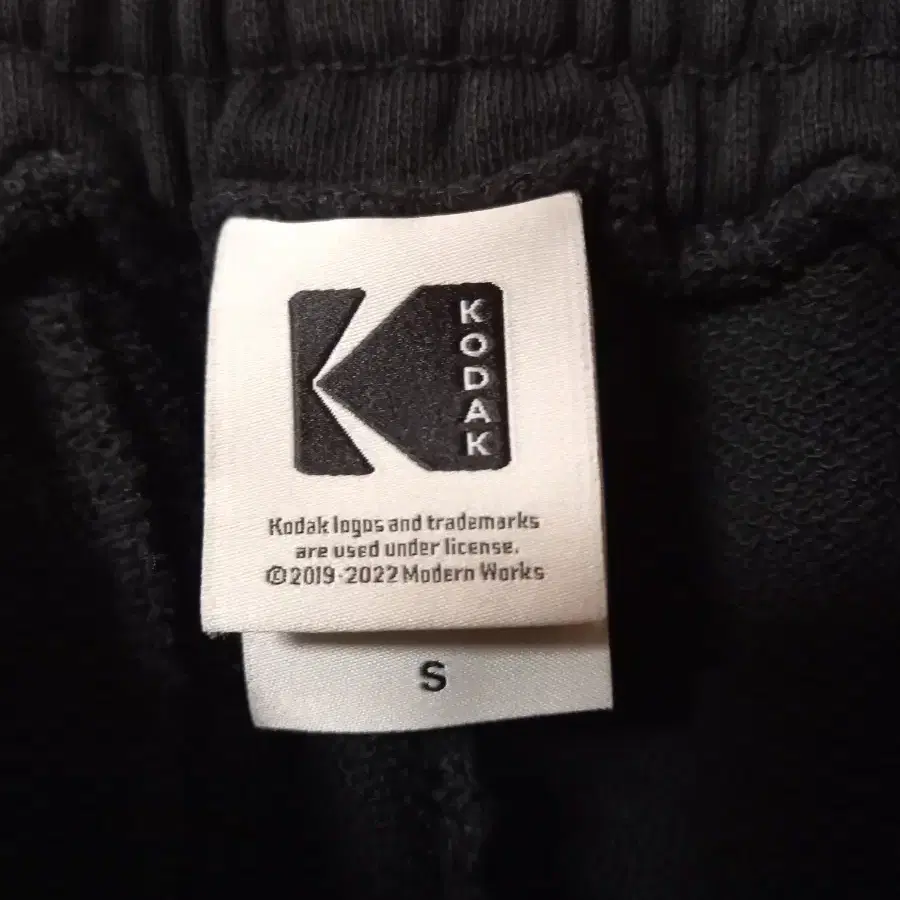 KODAK
Kodak logos and trademarks
are used under license.
©2019-2022 Modern Works
S